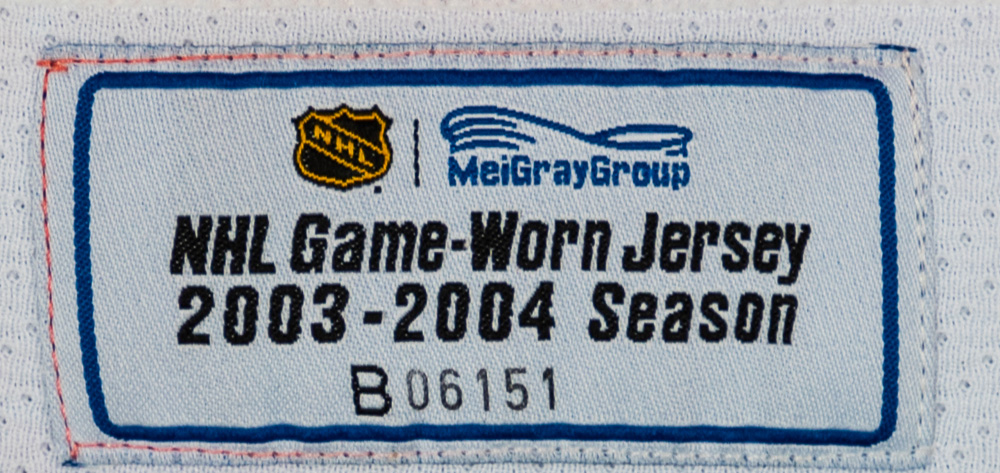 NHL MeiGrayGroup
NHL Game-Worn Jersey
2003-2004 Season
B06151